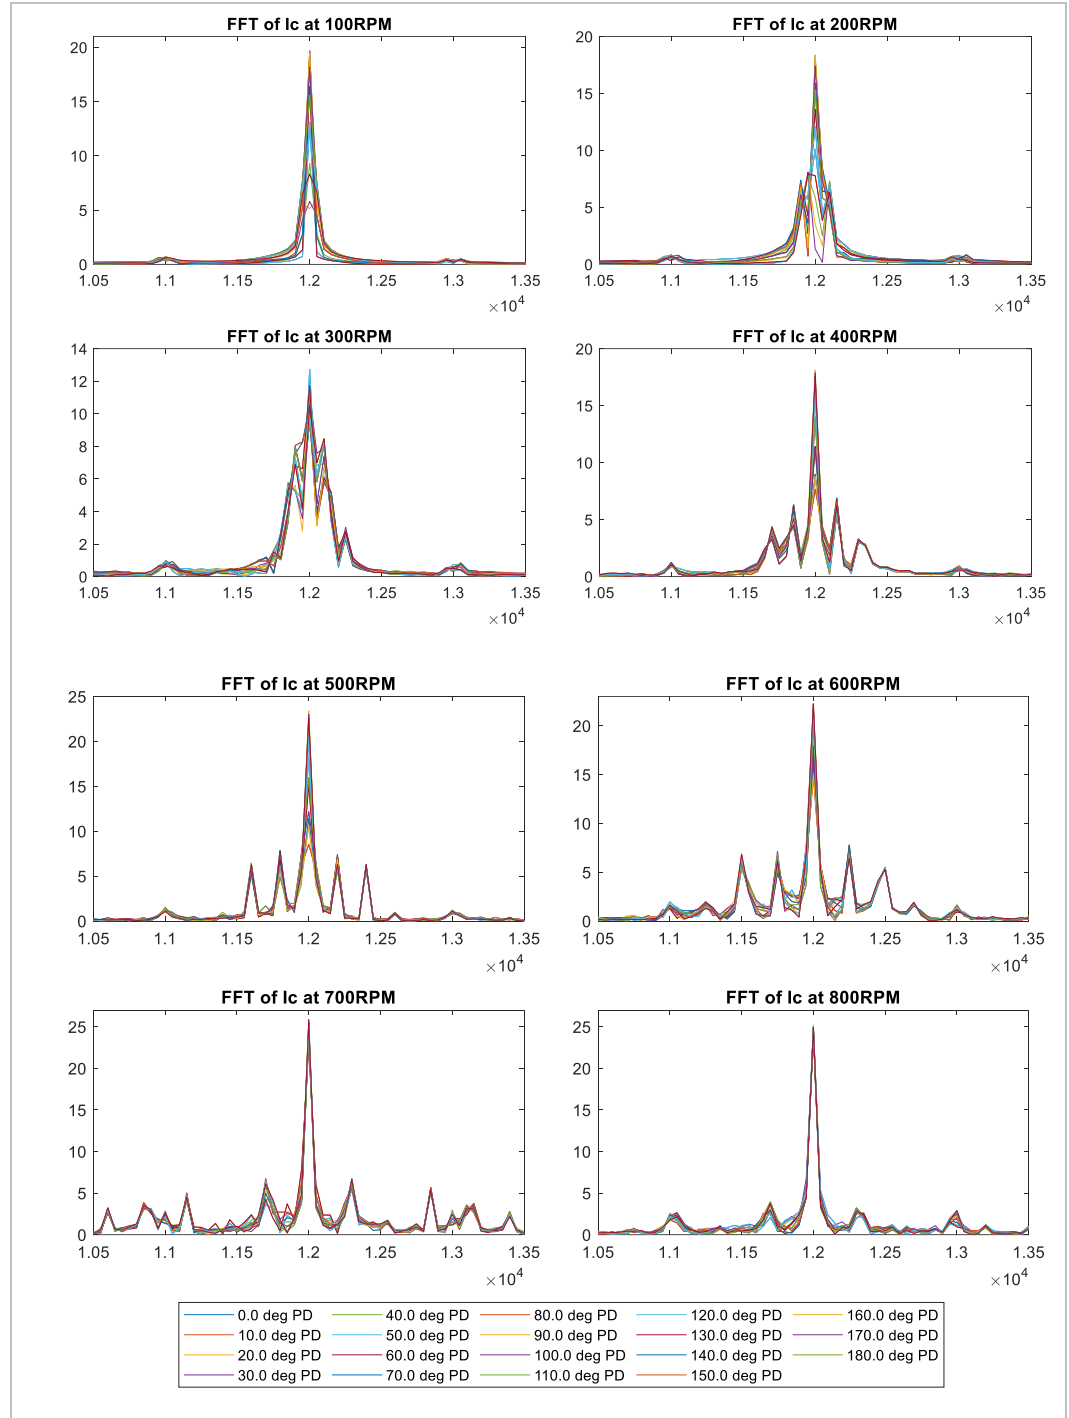 FFT of Ic at 100RPM
20
15
10
5
0
1.05 1.1 1.15 1.2 1.25 1.3 1.35
×10^4
FFT of Ic at 200RPM
20
15
10
5
0
1.05 1.1 1.15 1.2 1.25 1.3 1.35
×10^4
FFT of Ic at 300RPM
14
12
10
8
6
4
2
0
1.05 1.1 1.15 1.2 1.25 1.3 1.35
×10^4
FFT of Ic at 400RPM
20
15
10
5
0
1.05 1.1 1.15 1.2 1.25 1.3 1.35
×10^4
FFT of Ic at 500RPM
25
20
15
10
5
0
1.05 1.1 1.15 1.2 1.25 1.3 1.35
×10^4
FFT of Ic at 600RPM
20
15
10
5
0
1.05 1.1 1.15 1.2 1.25 1.3 1.35
×10^4
FFT of Ic at 700RPM
25
20
15
10
5
0
1.05 1.1 1.15 1.2 1.25 1.3 1.35
×10^4
FFT of Ic at 800RPM
25
20
15
10
5
0
1.05 1.1 1.15 1.2 1.25 1.3 1.35
×10^4
0.0 deg PD 40.0 deg PD 80.0 deg PD 120.0 deg PD 160.0 deg PD
10.0 deg PD 50.0 deg PD 90.0 deg PD 130.0 deg PD 170.0 deg PD
20.0 deg PD 60.0 deg PD 100.0 deg PD 140.0 deg PD 180.0 deg PD
30.0 deg PD 70.0 deg PD 110.0 deg PD 150.0 deg PD